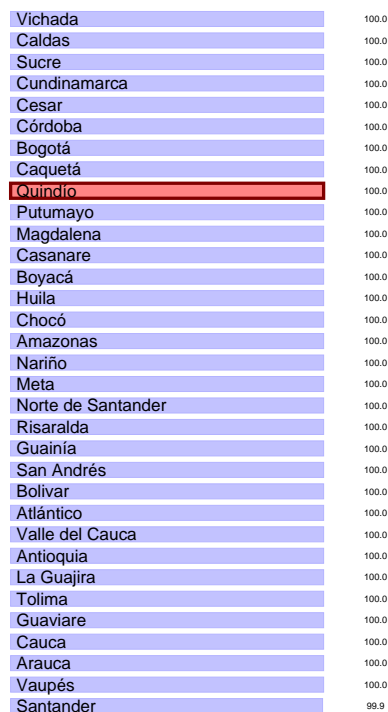 Vichada 100.0
Caldas 100.0
Sucre 100.0
Cundinamarca 100.0
Cesar 100.0
Córdoba 100.0
Bogotá 100.0
Caquetá 100.0
Quindío 100.0
Putumayo 100.0
Magdalena 100.0
Casanare 100.0
Boyacá 100.0
Huila 100.0
Chocó 100.0
Amazonas 100.0
Nariño 100.0
Meta 100.0
Norte de Santander 100.0
Risaralda 100.0
Guainía 100.0
San Andrés 100.0
Bolivar 100.0
Atlántico 100.0
Valle del Cauca 100.0
Antioquia 100.0
La Guajira 100.0
Tolima 100.0
Guaviare 100.0
Cauca 100.0
Arauca 100.0
Vaupés 100.0
Santander 99.9